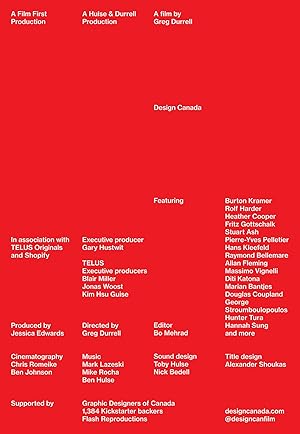 A Film First
Production
A Hulse & Durrell
Production
A film by
Greg Durrell
Design Canada
Featuring
Burton Kramer
Rolf Harder
Heather Cooper
Fritz Gottschalk
Stuart Ash
Pierre-Yves Pelletier
Hans Kleefeld
Raymond Bellemare
Allan Fleming
Massimo Vignelli
Diti Katona
Marian Bantjes
Douglas Coupland
George
Stroumboulopoulos
Hunter Tura
Hannah Sung
and more
In association with
TELUS Originals
and Shopify
Executive producer
Gary Hustwit
TELUS
Executive producers
Blair Miller
Jonas Woost
Kim Hsu Guise
Produced by
Jessica Edwards
Directed by
Greg Durrell
Editor
Bo Mehrad
Cinematography
Chris Romeike
Ben Johnson
Music
Mark Lazeski
Mike Rocha
Ben Hulse
Sound design
Toby Hulse
Nick Bedell
Title design
Alexander Shoukas
Supported by
Graphic Designers of Canada
1,384 Kickstarter backers
Flash Reproductions
designcanada.com
@designcanfilm